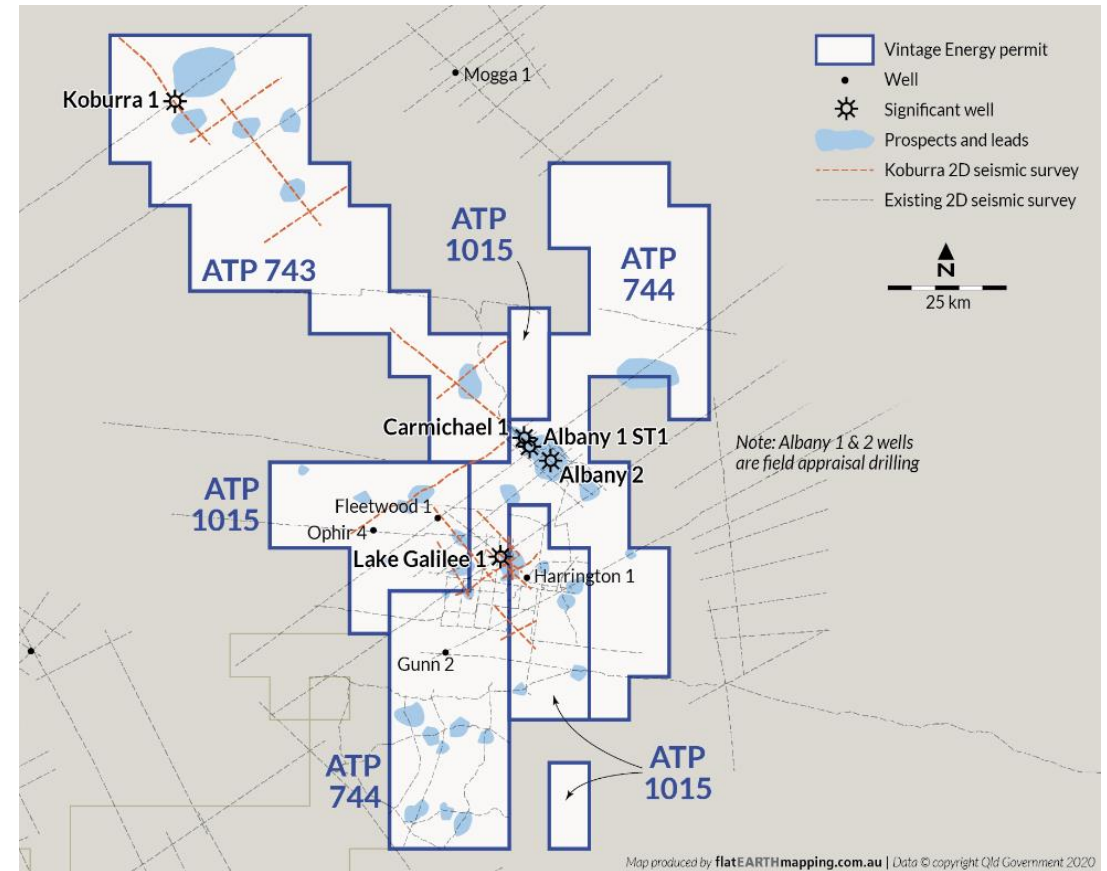 Vintage Energy permit
Well
Significant well
Prospects and leads
Koburra 2D seismic survey
Existing 2D seismic survey
N
25 km
Mogga 1
Koburra 1
ATP
1015
ATP
744
ATP 743
Carmichael 1
Albany 1 ST1
Albany 2
Note: Albany 1 & 2 wells
are field appraisal drilling
ATP
1015
Fleetwood 1
Ophir 4
Lake Galilee 1
Harrington 1
Gunn 2
ATP
744
ATP
1015
Map produced by flatEARTHmapping.com.au | Data © copyright Qld Government 2020